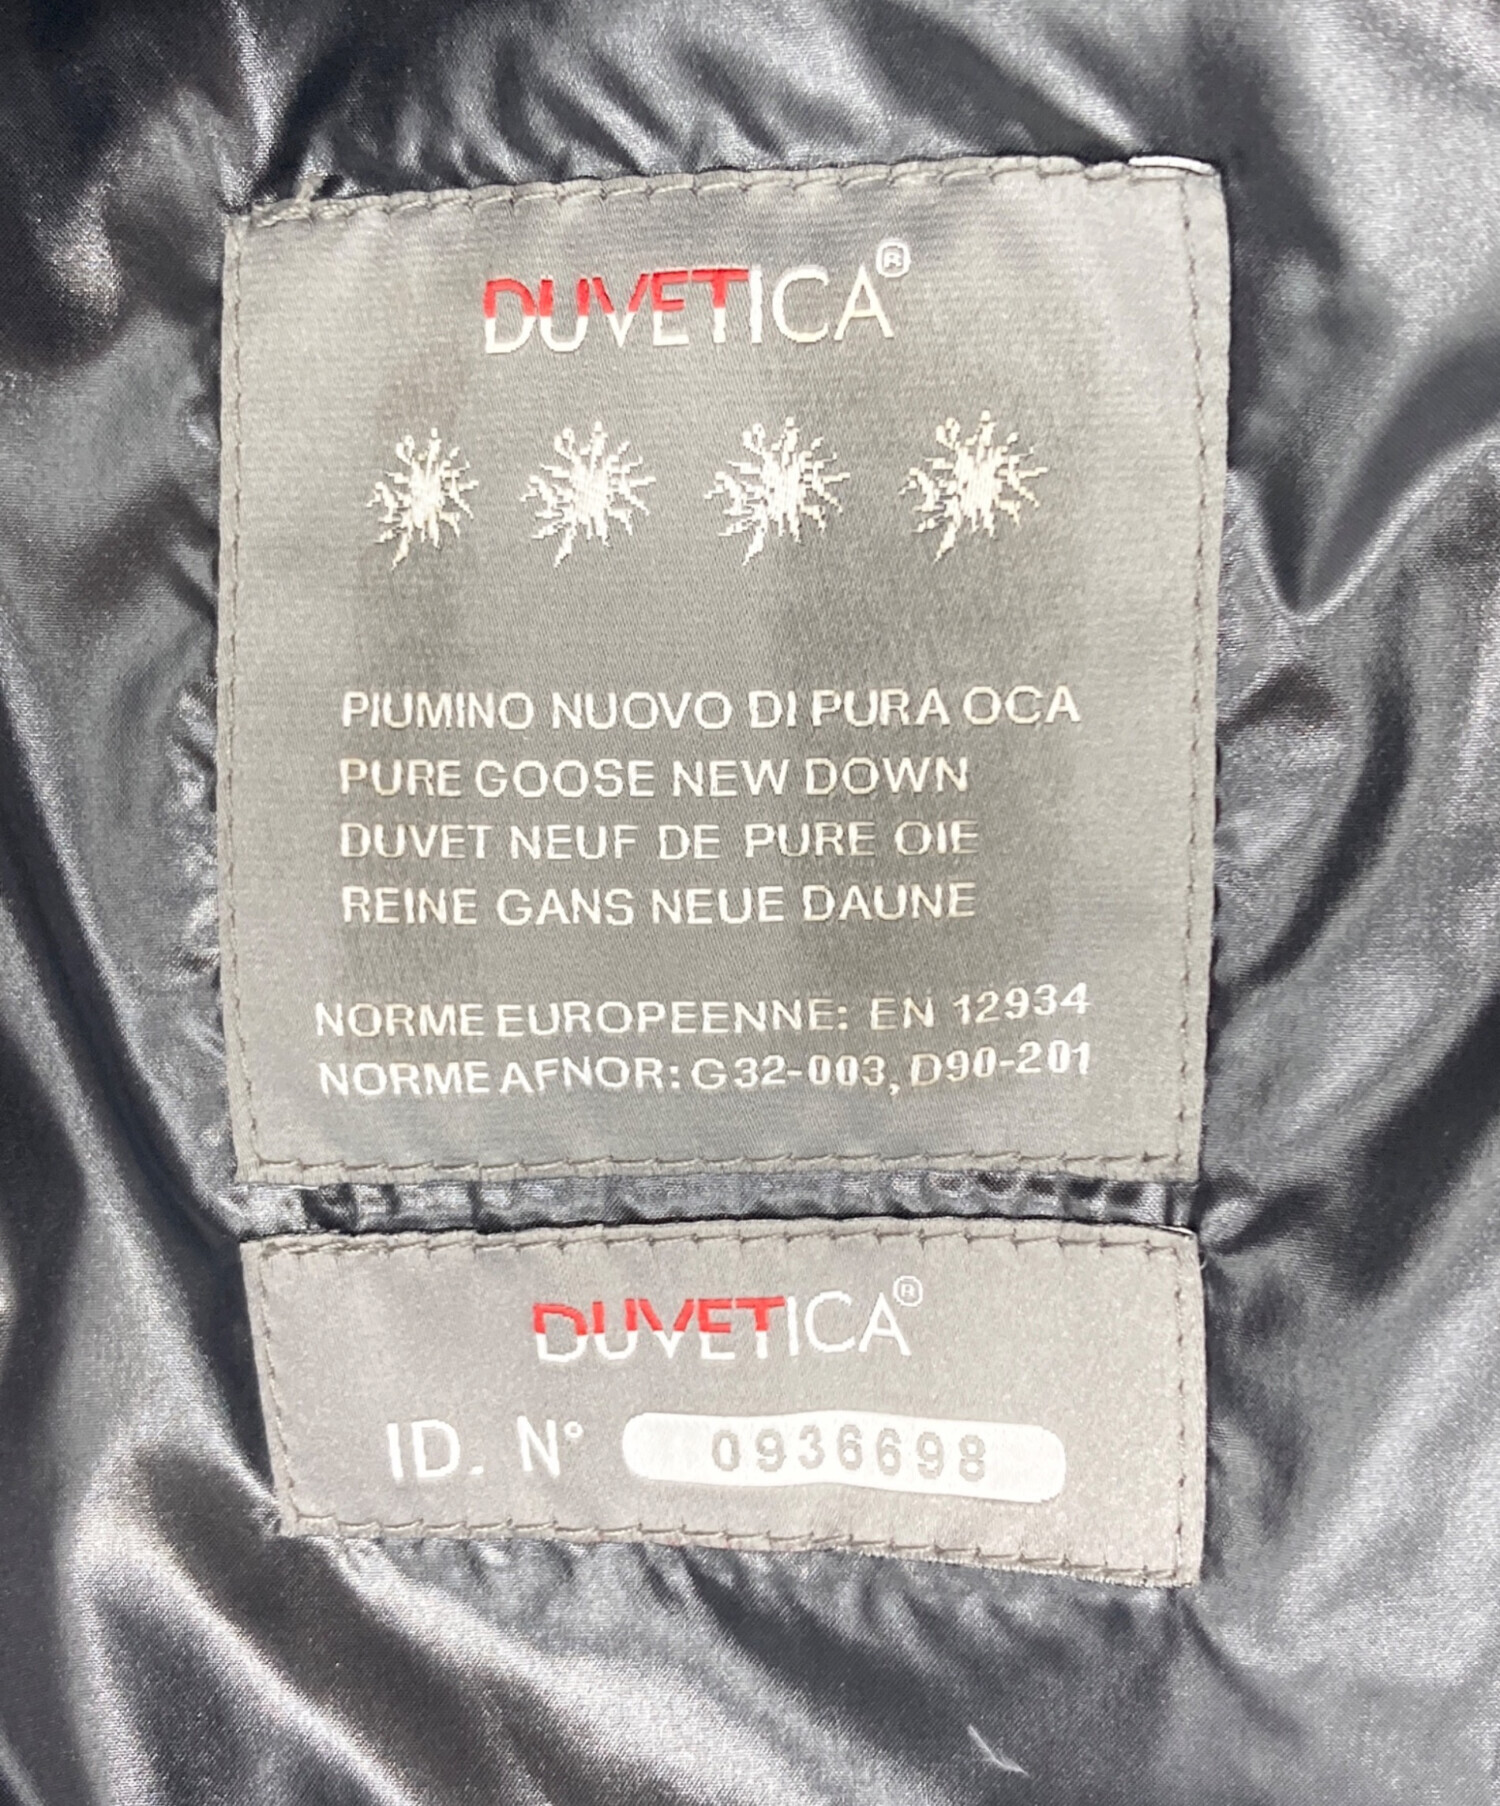 DUVETICA®
PIUMINO NUOVO DI PURA OCA
PURE GOOSE NEW DOWN
DUVET NEUF DE PURE OIE
REINE GANS NEUE DAUNE
NORME EUROPEENNE: EN 12934
NORME AFNOR: G32-003, D90-201
DUVETICA®
ID. N° 0936698